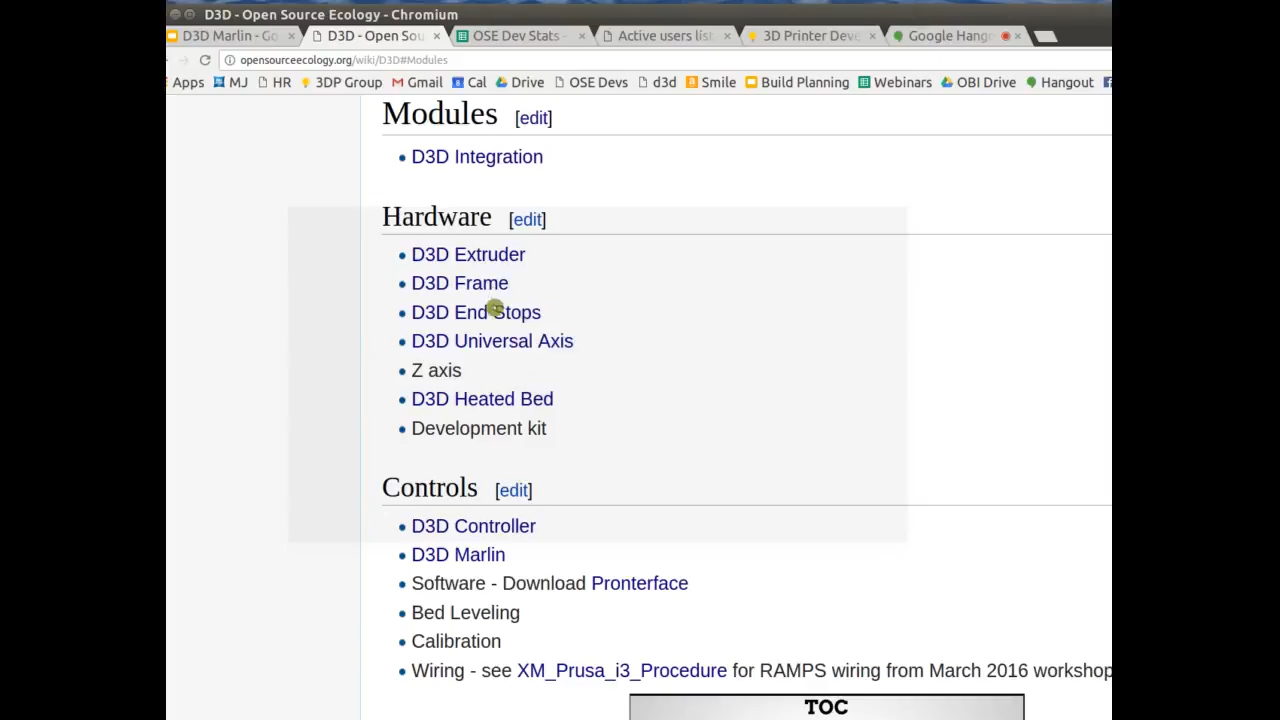 D3D - Open Source Ecology - Chromium
D3D Marlin - Go
D3D - Open Sou
OSE Dev Stats -
Active users list
3D Printer Deve
Google Hang
opensourceecology.org/wiki/D3D#Modules
Apps
MJ
HR
3DP Group
Gmail
Cal
Drive
OSE Devs
d3d
Smile
Build Planning
Webinars
OBI Drive
Hangout
Modules [edit]
D3D Integration
Hardware [edit]
D3D Extruder
D3D Frame
D3D End Stops
D3D Universal Axis
Z axis
D3D Heated Bed
Development kit
Controls [edit]
D3D Controller
D3D Marlin
Software - Download Pronterface
Bed Leveling
Calibration
Wiring - see XM_Prusa_i3_Procedure for RAMPS wiring from March 2016 workshop
TOC